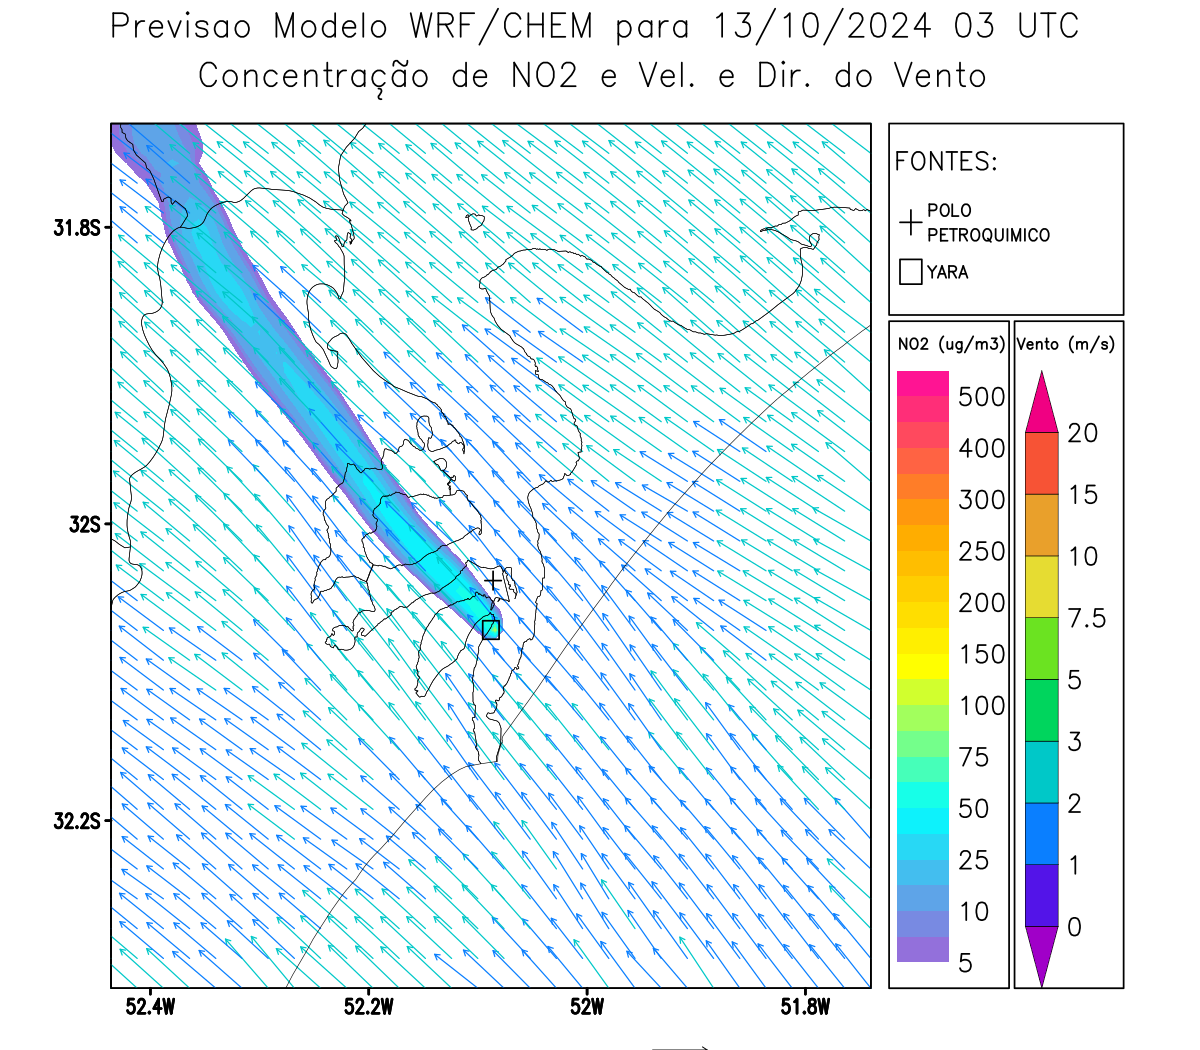 Previsao Modelo WRF/CHEM para 13/10/2024 03 UTC
Concentração de NO2 e Vel. e Dir. do Vento
FONTES:
POLO
PETROQUIMICO
YARA
NO2 (ug/m3)
500
400
300
250
200
150
100
75
50
25
10
5
Vento (m/s)
20
15
10
7.5
5
3
2
1
0
31.8S
32S
32.2S
52.4W
52.2W
52W
51.8W